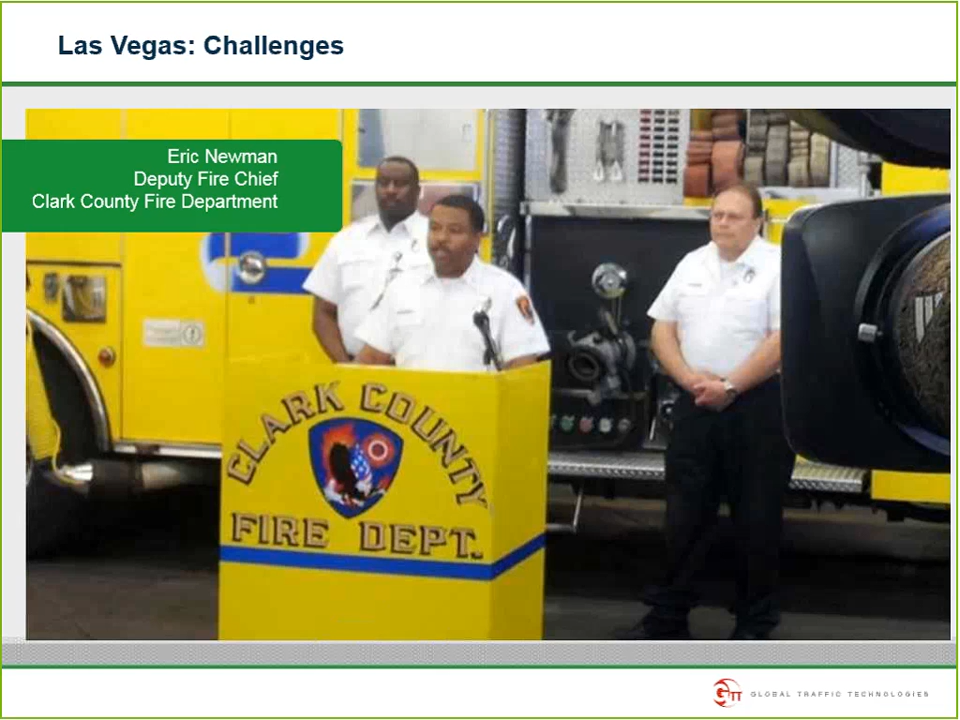 Las Vegas: Challenges
Eric Newman
Deputy Fire Chief
Clark County Fire Department
CLARK COUNTY
FIRE DEPT.
GTT GLOBAL TRAFFIC TECHNOLOGIES